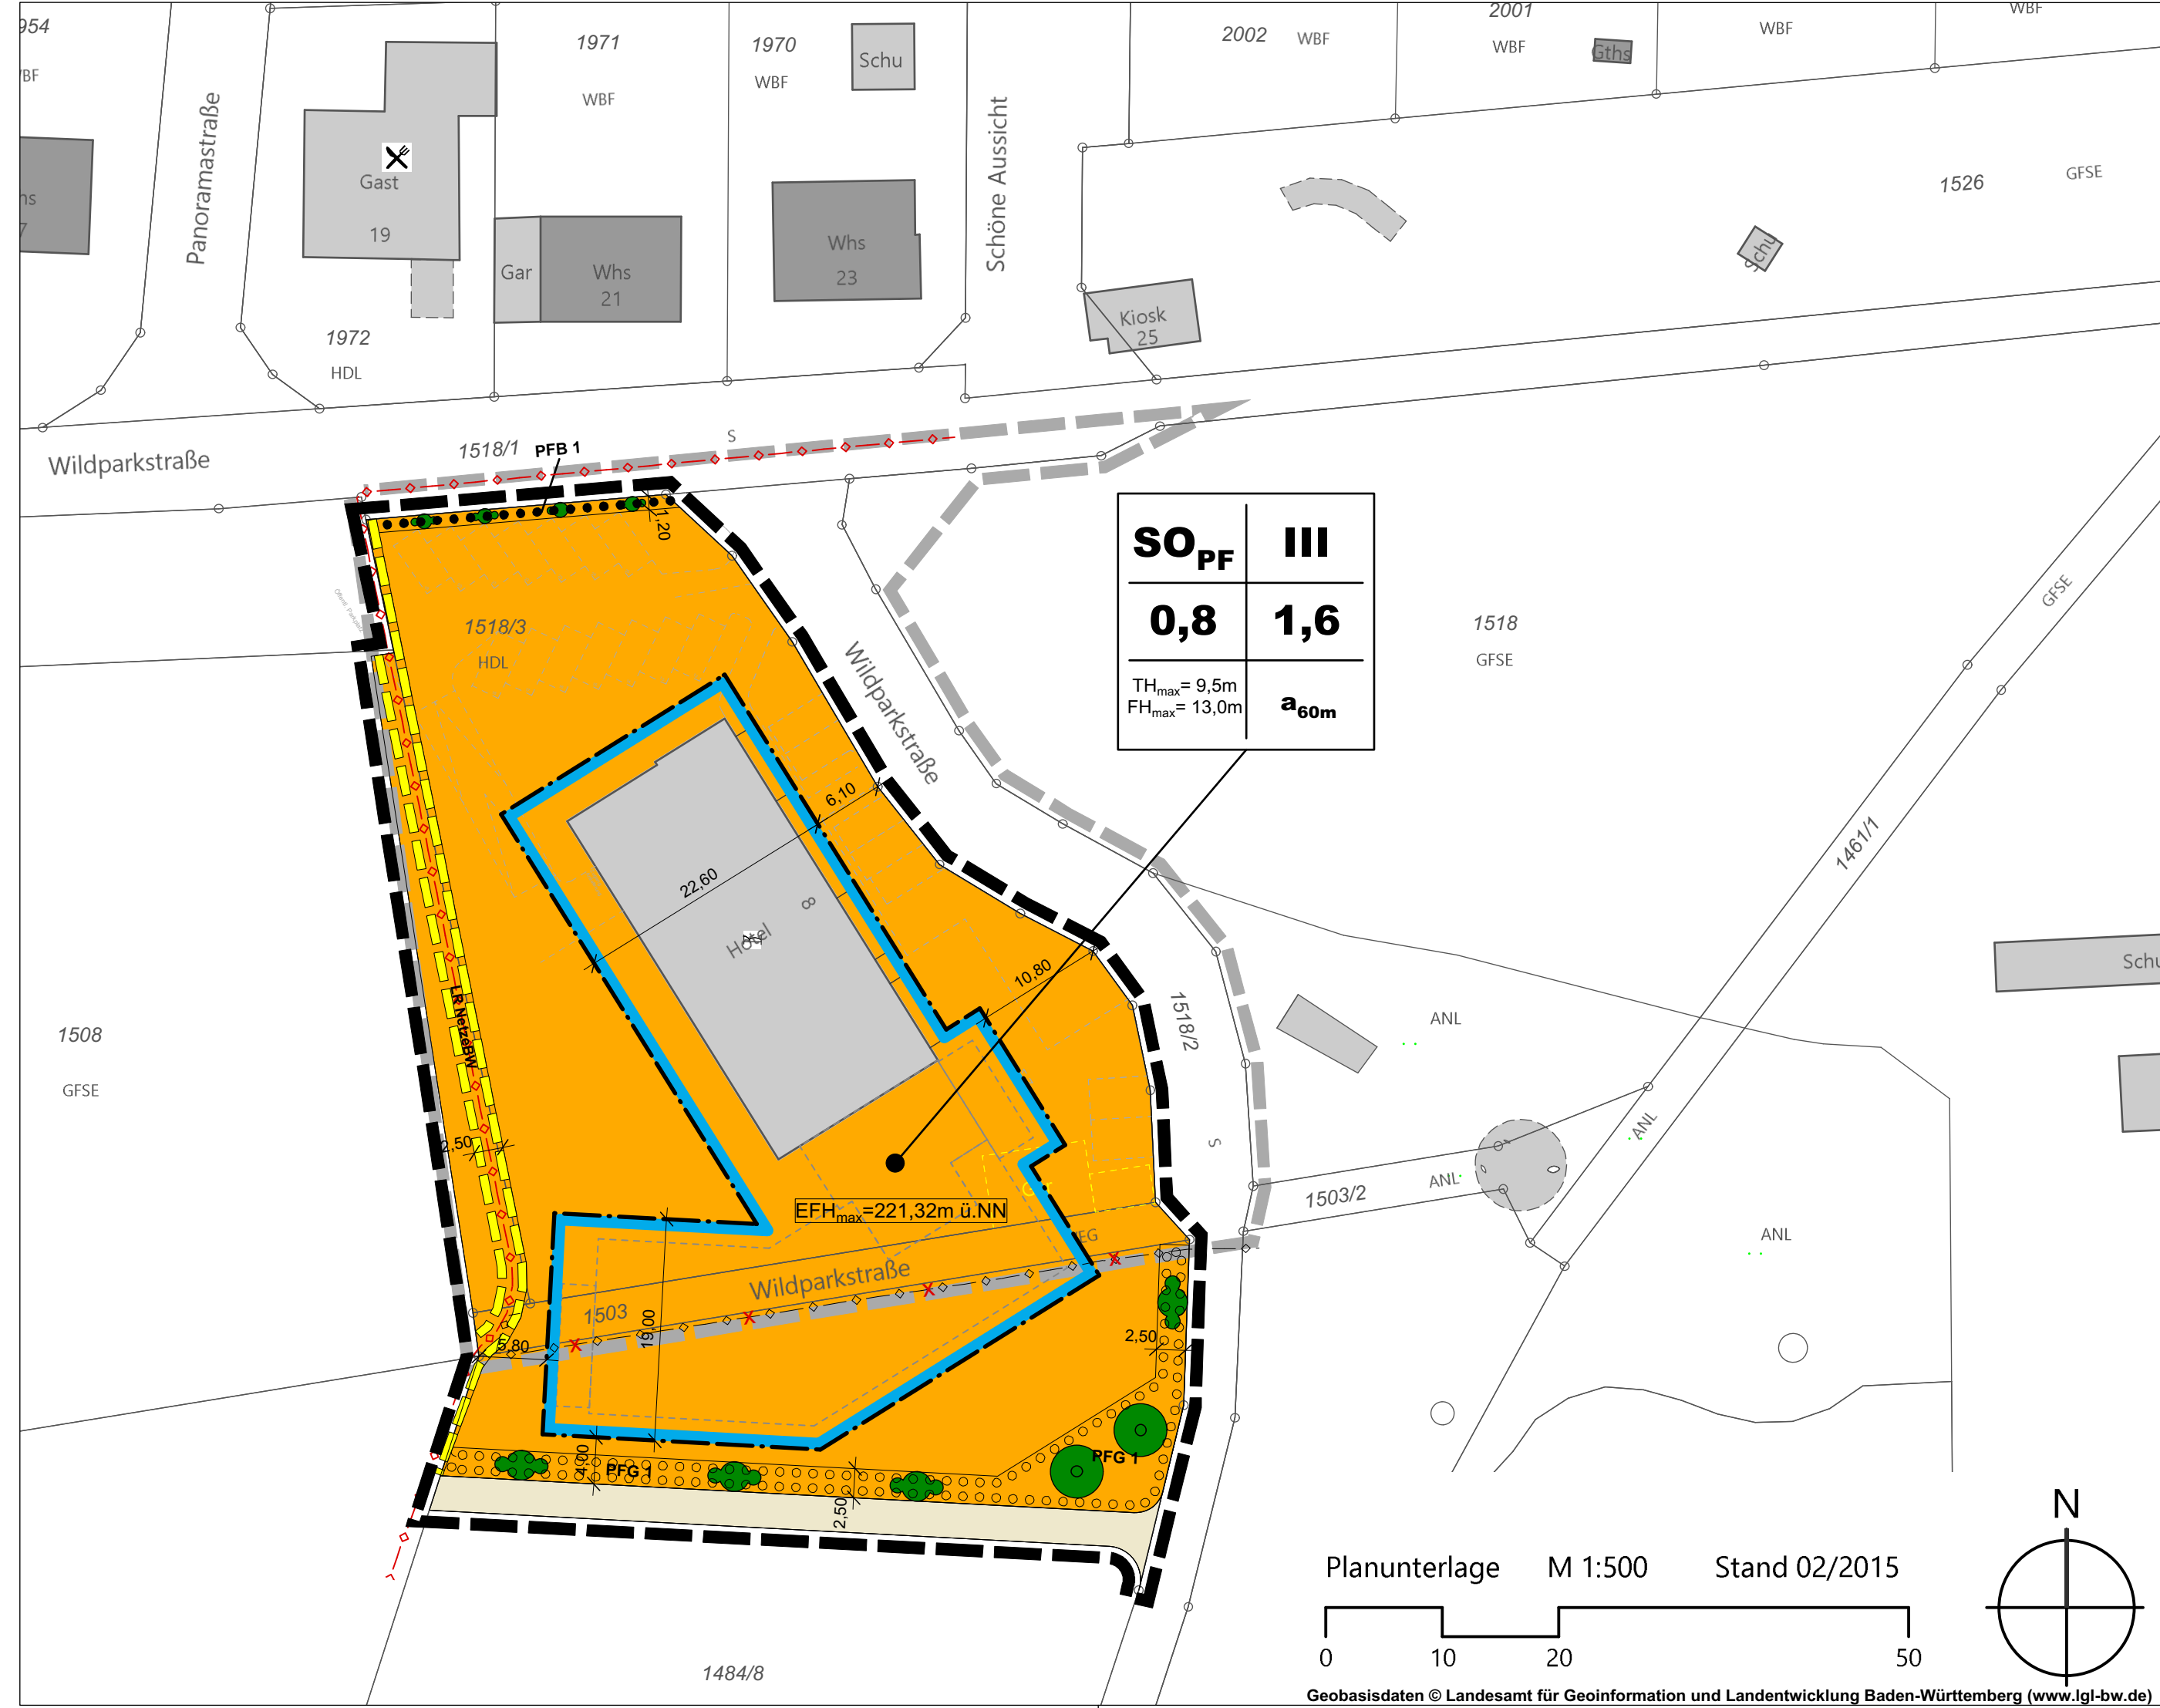 2001
WBF
954
1971
1970
2002
WBF
WBF
WBF
Schu
Gths
WBF
WBF
WBF
Panoramastraße
Schöne Aussicht
Gast
19
1526
GFSE
Whs
23
Schu
Gar
Whs
21
Kiosk
25
1972
HDL
Wildparkstraße
1518/1
PFB 1
S
1,20
Öffentl. Parkplatz
1518/3
HDL
Wildparkstraße
SOPF
III
0,8
1,6
THmax= 9,5m
FHmax= 13,0m
a60m
1518
GFSE
GFSE
6,10
22,60
8
Hotel
10,80
1461/1
1508
GFSE
LR NetzeBW
1518/2
ANL
Schu
2,50
S
ANL
1503/2
ANL
ANL
EFHmax=221,32m ü.NN
Wildparkstraße
1503
19,00
5,80
2,50
4,00
PFG 1
PFG 1
2,50
N
Planunterlage M 1:500 Stand 02/2015
0 10 20 50
1484/8
Geobasisdaten © Landesamt für Geoinformation und Landentwicklung Baden-Württemberg (www.lgl-bw.de)